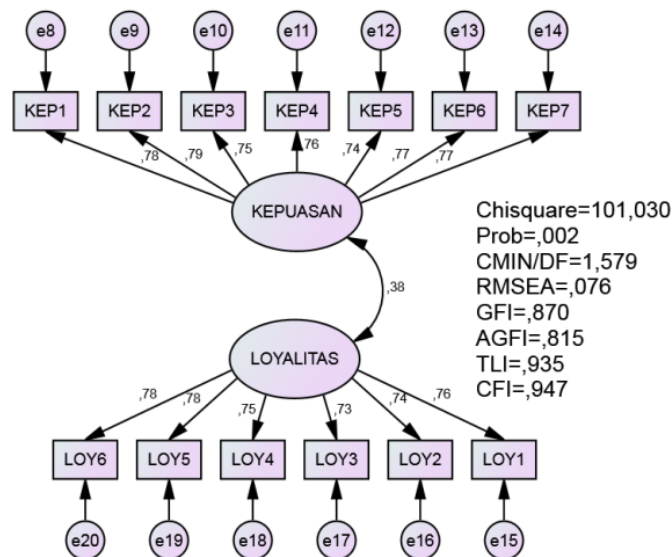 e8 e9 e10 e11 e12 e13 e14
KEP1 KEP2 KEP3 KEP4 KEP5 KEP6 KEP7
,78 ,79 ,75 ,76 ,74 ,77 ,77
KEPUASAN
Chisquare=101,030
Prob=,002
CMIN/DF=1,579
RMSEA=,076
GFI=,870
AGFI=,815
TLI=,935
CFI=,947
,38
LOYALITAS
,78 ,78 ,75 ,73 ,74 ,76
LOY6 LOY5 LOY4 LOY3 LOY2 LOY1
e20 e19 e18 e17 e16 e15